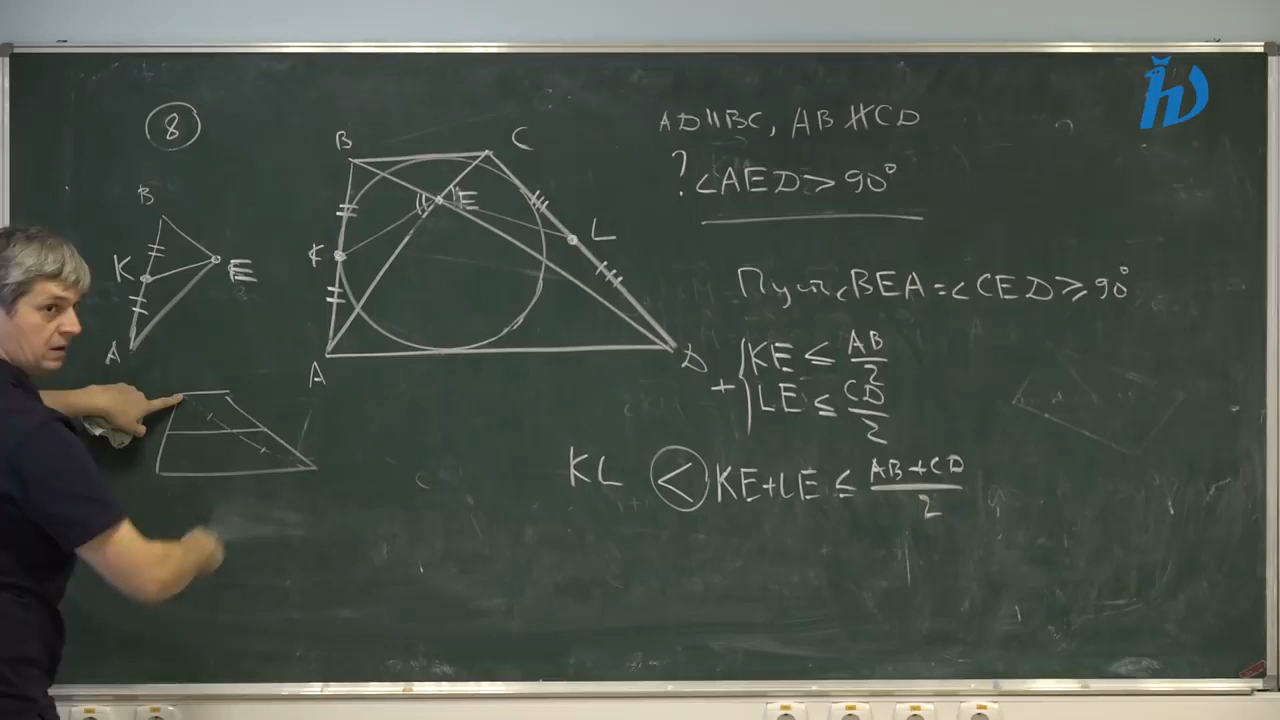 8
AD||BC, AB∦CD
? ∠AED > 90°
Пусть ∠BEA = ∠CED ≥ 90°
+ { KE ≤ AB/2
LE ≤ CD/2
KL < KE+LE ≤ (AB+CD)/2
B
K
E
A
B
C
K
E
L
A
D